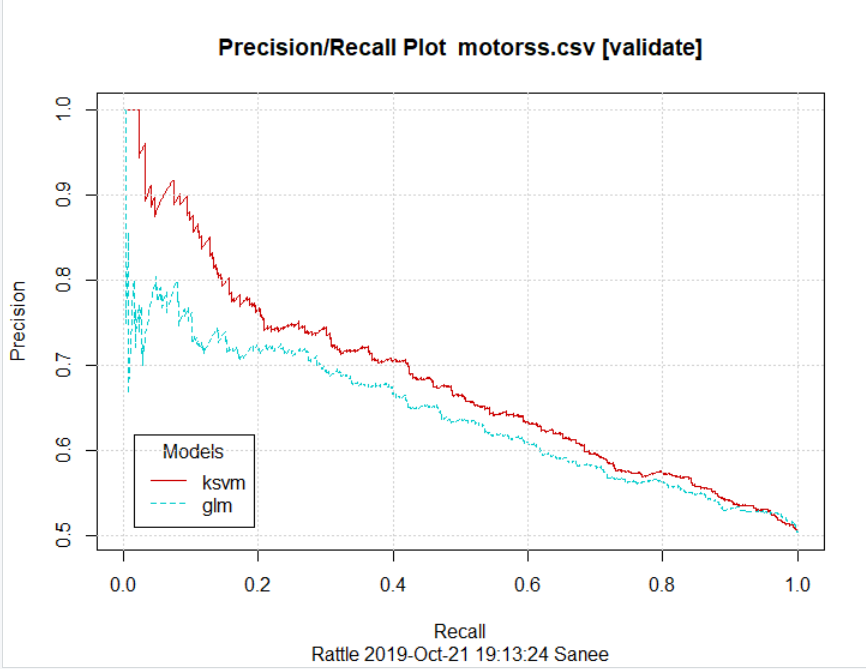 Precision/Recall Plot motorss.csv [validate]
1.0
0.9
0.8
0.7
0.6
0.5
Precision
Models
ksvm
glm
0.0 0.2 0.4 0.6 0.8 1.0
Recall
Rattle 2019-Oct-21 19:13:24 Sanee